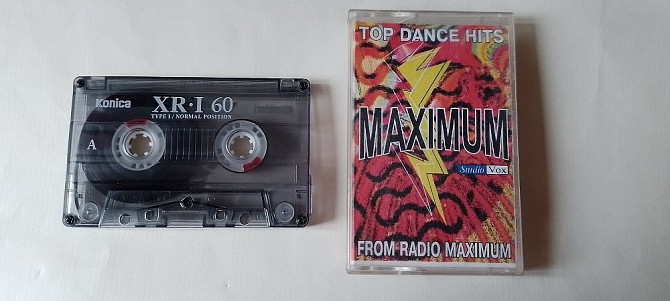 Konica
XR·I 60
TYPE I / NORMAL POSITION
A
TOP DANCE HITS
MAXIMUM
Studio Vox
FROM RADIO MAXIMUM